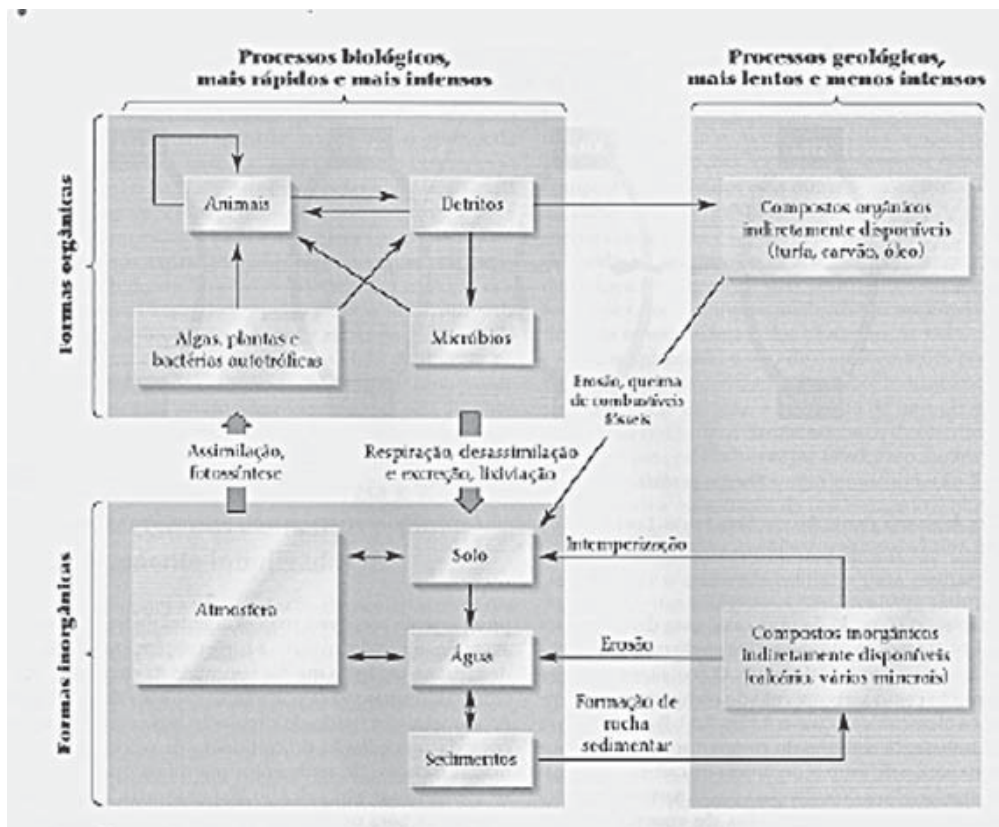 Processos biológicos,
mais rápidos e mais intensos
Processos geológicos,
mais lentos e menos intensos
Formas orgânicas
Animais
Detritos
Compostos orgânicos
indiretamente disponíveis
(turfa, carvão, óleo)
Algas, plantas e
bactérias autotróficas
Micróbios
Erosão, queima
de combustíveis
fósseis
Assimilação,
fotossíntese
Respiração, desassimilação
e excreção, lixiviação
Formas inorgânicas
Atmosfera
Solo
Intemperização
Água
Erosão
Compostos inorgânicos
indiretamente disponíveis
(calcário, vários minerais)
Formação de
rocha
sedimentar
Sedimentos